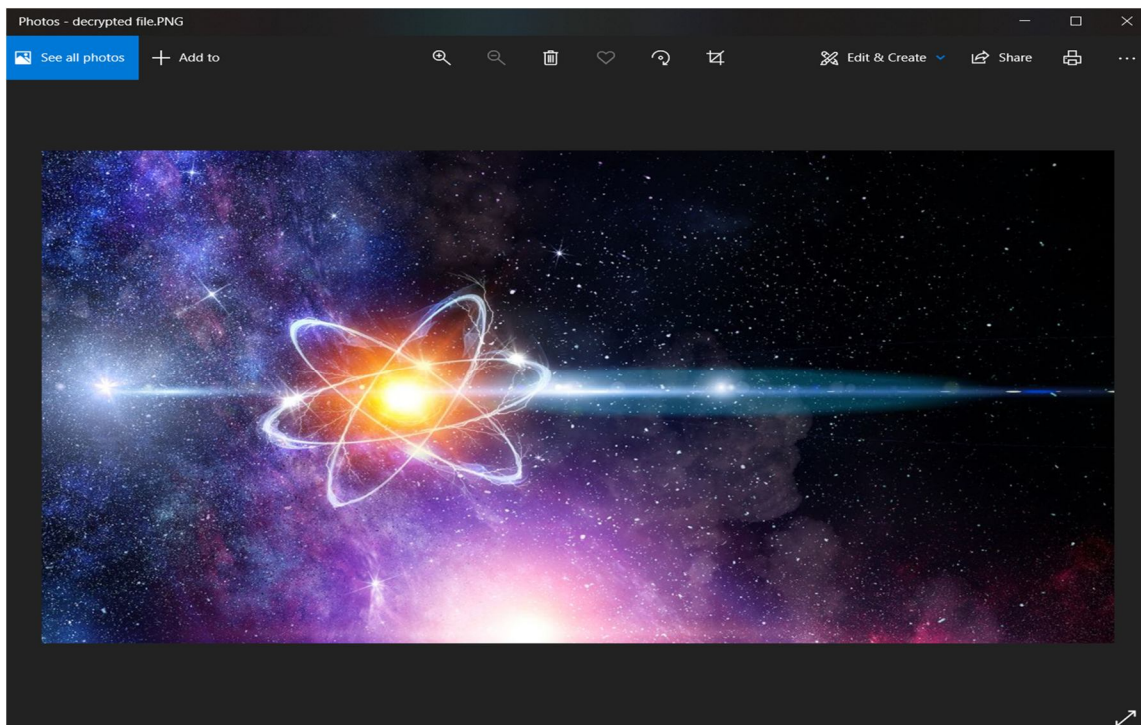 Photos - decrypted file.PNG
See all photos
Add to
Edit & Create
Share